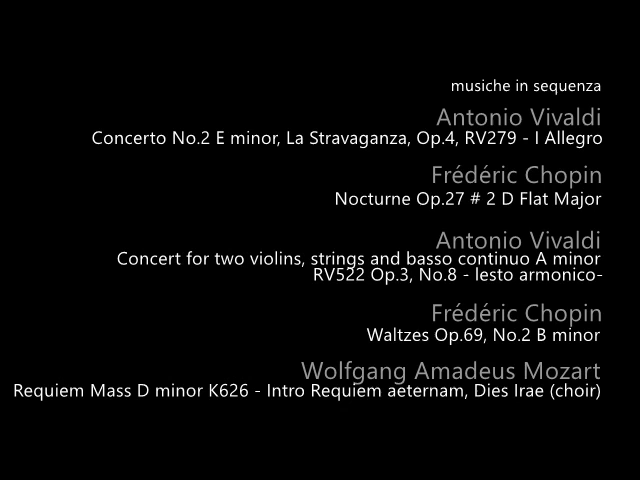 musiche in sequenza
Antonio Vivaldi
Concerto No.2 E minor, La Stravaganza, Op.4, RV279 - I Allegro
Frédéric Chopin
Nocturne Op.27 # 2 D Flat Major
Antonio Vivaldi
Concert for two violins, strings and basso continuo A minor
RV522 Op.3, No.8 - lesto armonico-
Frédéric Chopin
Waltzes Op.69, No.2 B minor
Wolfgang Amadeus Mozart
Requiem Mass D minor K626 - Intro Requiem aeternam, Dies Irae (choir)